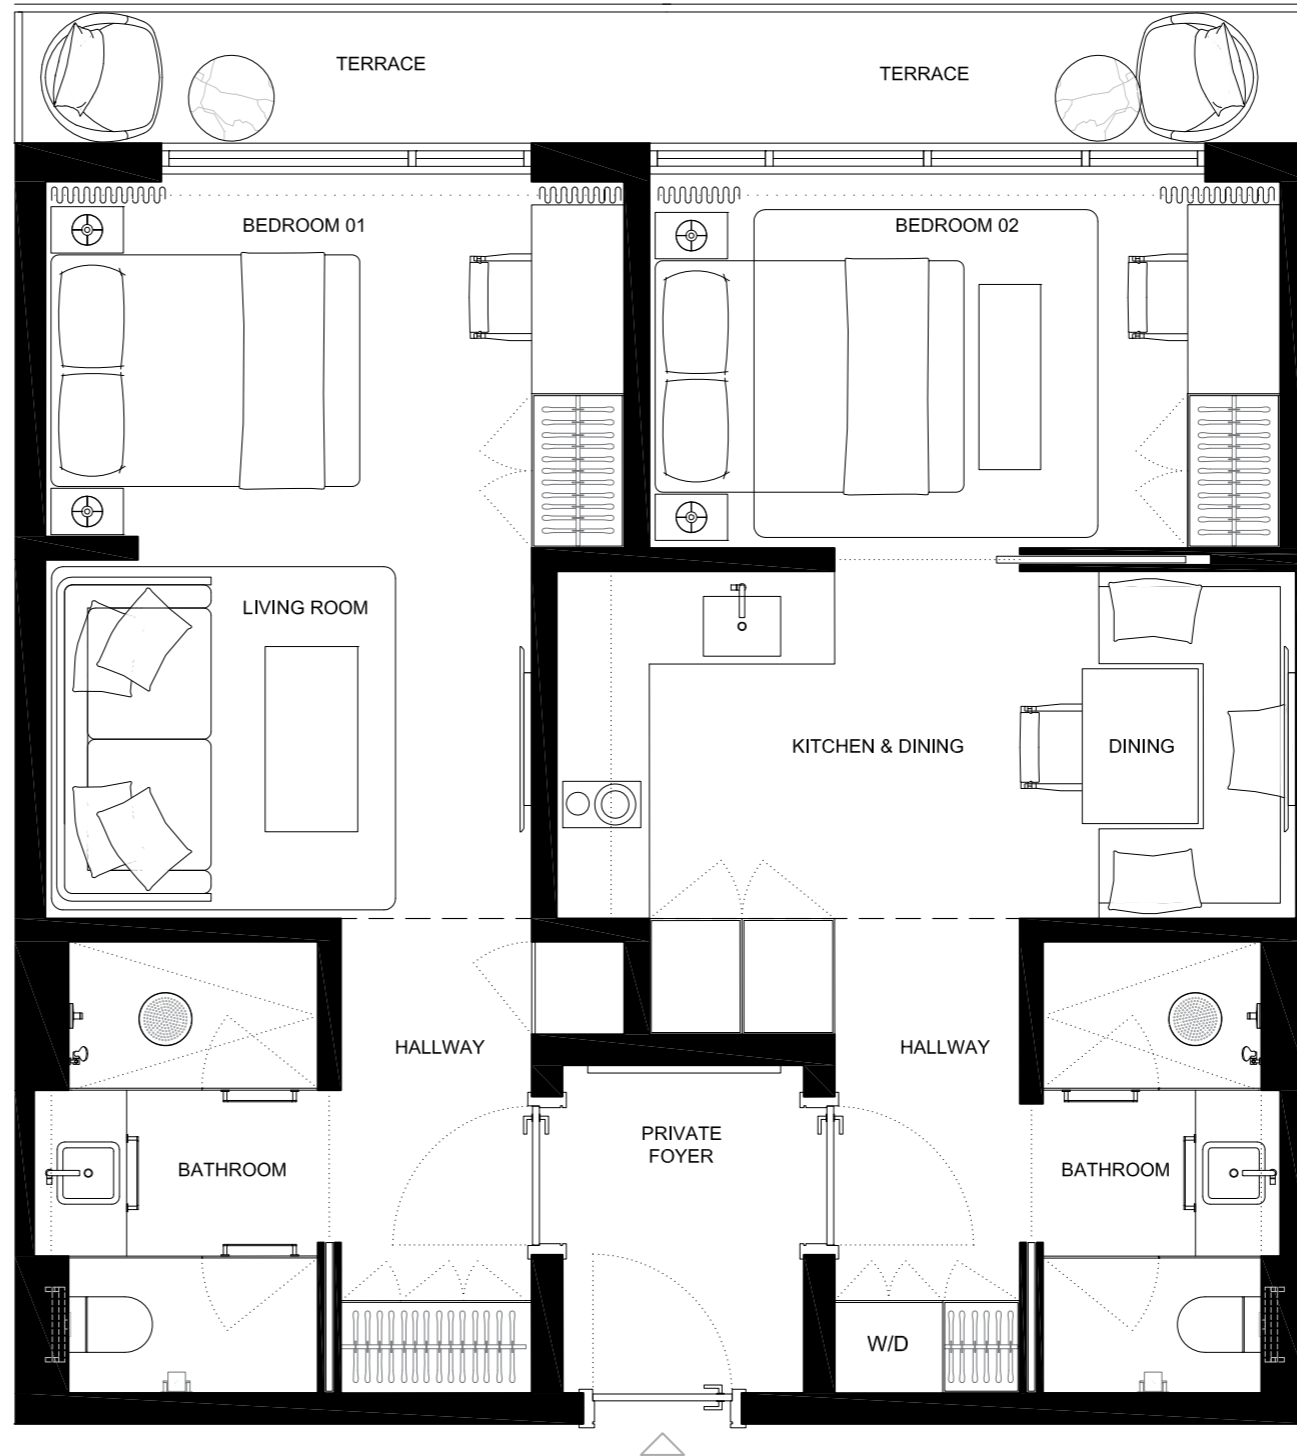 TERRACE
TERRACE
BEDROOM 01
BEDROOM 02
LIVING ROOM
KITCHEN & DINING
DINING
HALLWAY
HALLWAY
PRIVATE
FOYER
BATHROOM
BATHROOM
W/D